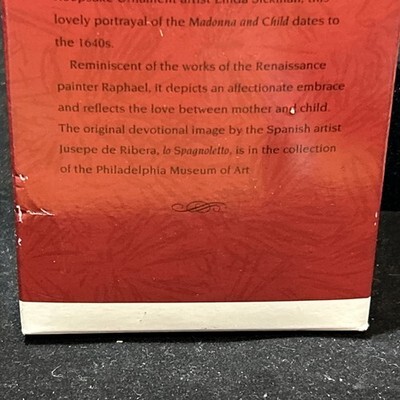 Keepsake Ornament artist Linda Sickman, this
lovely portrayal of the Madonna and Child dates to
the 1640s.
Reminiscent of the works of the Renaissance
painter Raphael, it depicts an affectionate embrace
and reflects the love between mother and child.
The original devotional image by the Spanish artist
Jusepe de Ribera, lo Spagnoletto, is in the collection
of the Philadelphia Museum of Art